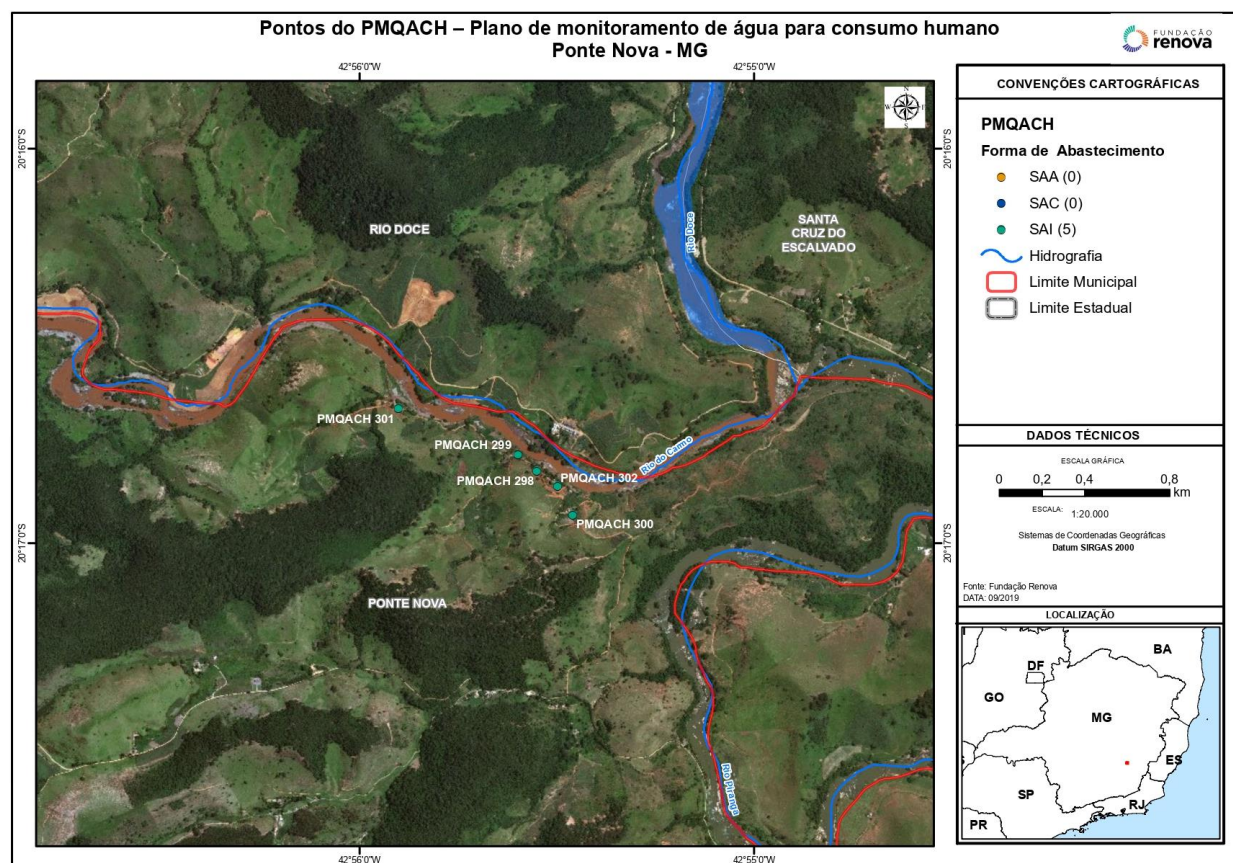 Pontos do PMQACH – Plano de monitoramento de água para consumo humano
Ponte Nova - MG
FUNDAÇÃO
renova
42°56'0"W
42°55'0"W
20°16'0"S
20°16'0"S
RIO DOCE
SANTA
CRUZ DO
ESCALVADO
Rio Doce
PMQACH 301
PMQACH 299
PMQACH 298
PMQACH 302
Rio do Carmo
PMQACH 300
20°17'0"S
20°17'0"S
PONTE NOVA
Rio Piranga
42°56'0"W
42°55'0"W
CONVENÇÕES CARTOGRÁFICAS
PMQACH
Forma de Abastecimento
SAA (0)
SAC (0)
SAI (5)
Hidrografia
Limite Municipal
Limite Estadual
DADOS TÉCNICOS
ESCALA GRÁFICA
0 0,2 0,4 0,8
km
ESCALA: 1:20.000
Sistemas de Coordenadas Geográficas
Datum SIRGAS 2000
Fonte: Fundação Renova
DATA: 09/2019
LOCALIZAÇÃO
BA
DF
GO
MG
ES
SP
RJ
PR